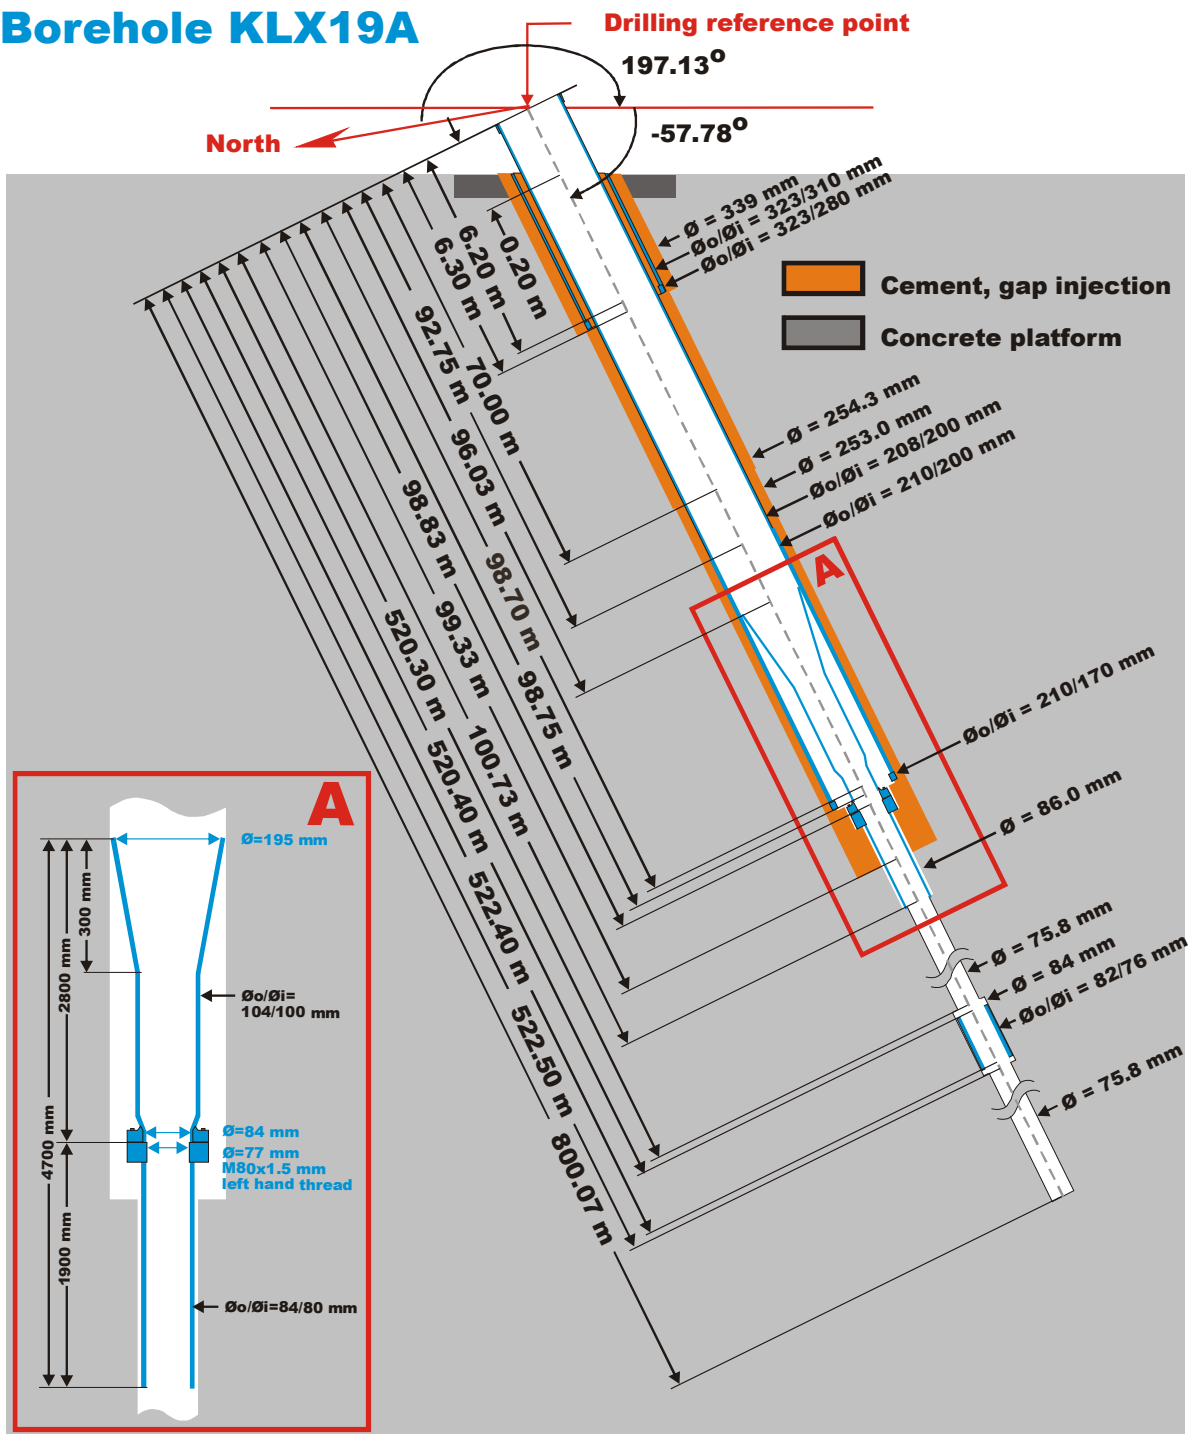 Borehole KLX19A
Drilling reference point
197.13o
-57.78o
North
Ø = 339 mm
Øo/Øi = 323/310 mm
Øo/Øi = 323/280 mm
Cement, gap injection
Concrete platform
0.20 m
6.20 m
6.30 m
70.00 m
92.75 m
96.03 m
98.70 m
98.75 m
98.83 m
99.33 m
100.73 m
520.30 m
520.40 m
522.40 m
522.50 m
800.07 m
Ø = 254.3 mm
Ø = 253.0 mm
Øo/Øi = 208/200 mm
Øo/Øi = 210/200 mm
A
Øo/Øi = 210/170 mm
Ø = 86.0 mm
Ø = 75.8 mm
Ø = 84 mm
Øo/Øi = 82/76 mm
Ø = 75.8 mm
A
Ø=195 mm
300 mm
2800 mm
4700 mm
1900 mm
Øo/Øi=
104/100 mm
Ø=84 mm
Ø=77 mm
M80x1.5 mm
left hand thread
Øo/Øi=84/80 mm